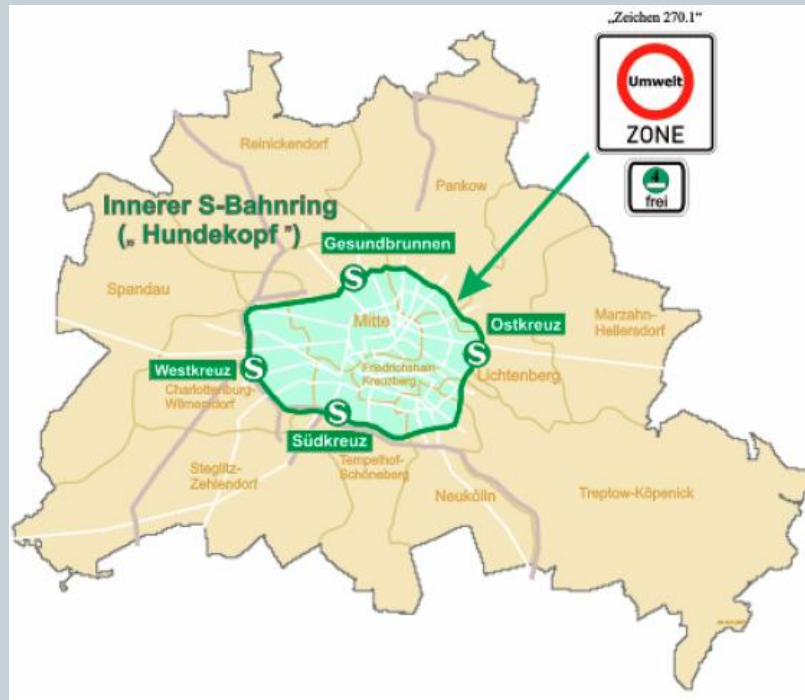 „Zeichen 270.1“
Umwelt
ZONE
4
frei
Reinickendorf
Pankow
Innerer S-Bahnring
(„ Hundekopf ”)
Gesundbrunnen
S
Spandau
Mitte
Ostkreuz
Marzahn-
Hellersdorf
S
Westkreuz
S
Friedrichshain-
Kreuzberg
Lichtenberg
Charlottenburg-
Wilmersdorf
S
Südkreuz
Steglitz-
Zehlendorf
Tempelhof-
Schöneberg
Neukölln
Treptow-Köpenick